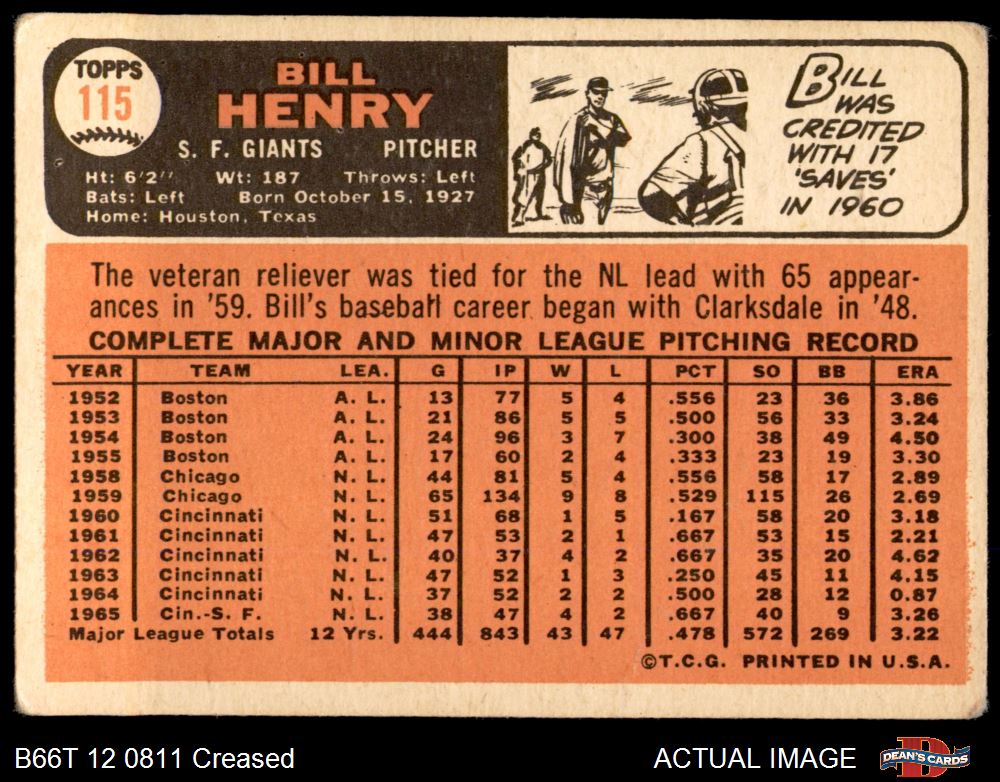 TOPPS
115
BILL
HENRY
S. F. GIANTS PITCHER
Ht: 6'2" Wt: 187 Throws: Left
Bats: Left Born October 15, 1927
Home: Houston, Texas
BILL
WAS
CREDITED
WITH 17
'SAVES'
IN 1960
The veteran reliever was tied for the NL lead with 65 appear-
ances in '59. Bill's baseball career began with Clarksdale in '48.
COMPLETE MAJOR AND MINOR LEAGUE PITCHING RECORD
YEAR TEAM LEA. G IP W L PCT SO BB ERA
1952 Boston A. L. 13 77 5 4 .556 23 36 3.86
1953 Boston A. L. 21 86 5 5 .500 56 33 3.24
1954 Boston A. L. 24 96 3 7 .300 38 49 4.50
1955 Boston A. L. 17 60 2 4 .333 23 19 3.30
1958 Chicago N. L. 44 81 5 4 .556 58 17 2.89
1959 Chicago N. L. 65 134 9 8 .529 115 26 2.69
1960 Cincinnati N. L. 51 68 1 5 .167 58 20 3.18
1961 Cincinnati N. L. 47 53 2 1 .667 53 15 2.21
1962 Cincinnati N. L. 40 37 4 2 .667 35 20 4.62
1963 Cincinnati N. L. 47 52 1 3 .250 45 11 4.15
1964 Cincinnati N. L. 37 52 2 2 .500 28 12 0.87
1965 Cin.-S. F. N. L. 38 47 4 2 .667 40 9 3.26
Major League Totals 12 Yrs. 444 843 43 47 .478 572 269 3.22
©T.C.G. PRINTED IN U.S.A.
B66T 12 0811 Creased
ACTUAL IMAGE
DEAN'S CARDS